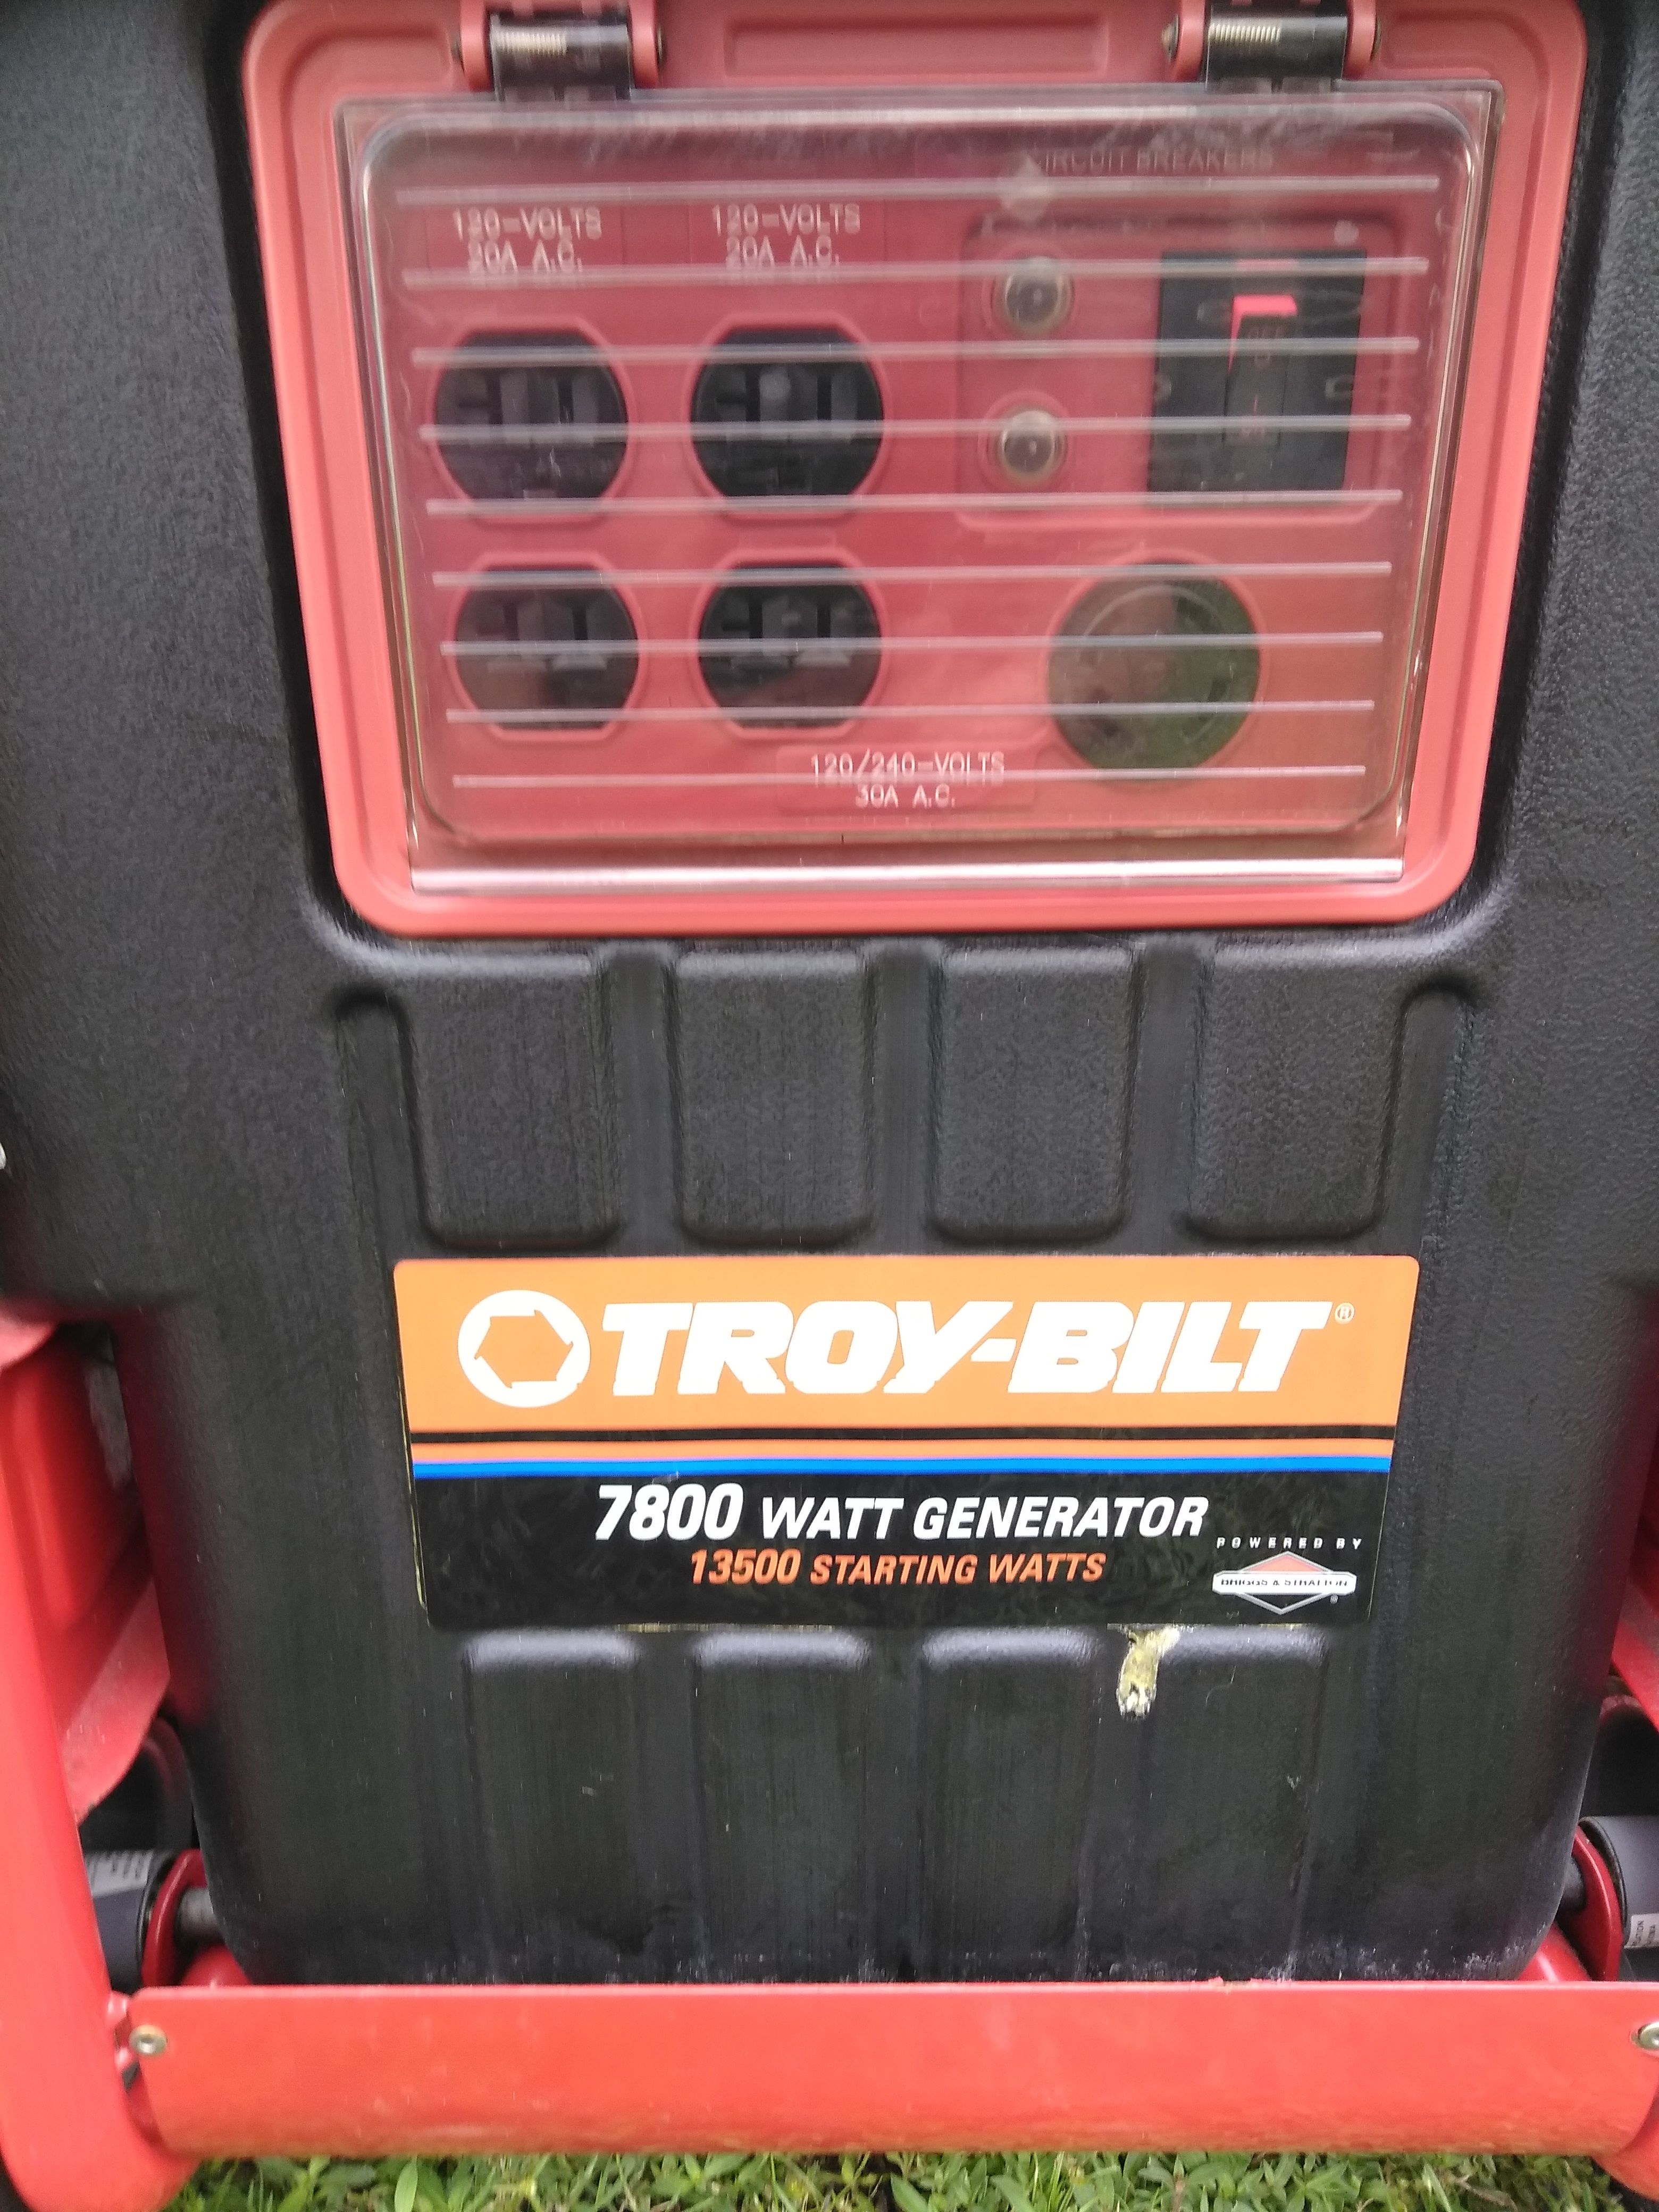 CIRCUIT BREAKERS
120-VOLTS
20A A.C.
120-VOLTS
20A A.C.
OFF
120/240-VOLTS
30A A.C.
TROY-BILT®
7800 WATT GENERATOR
13500 STARTING WATTS
POWERED BY
BRIGGS & STRATTON